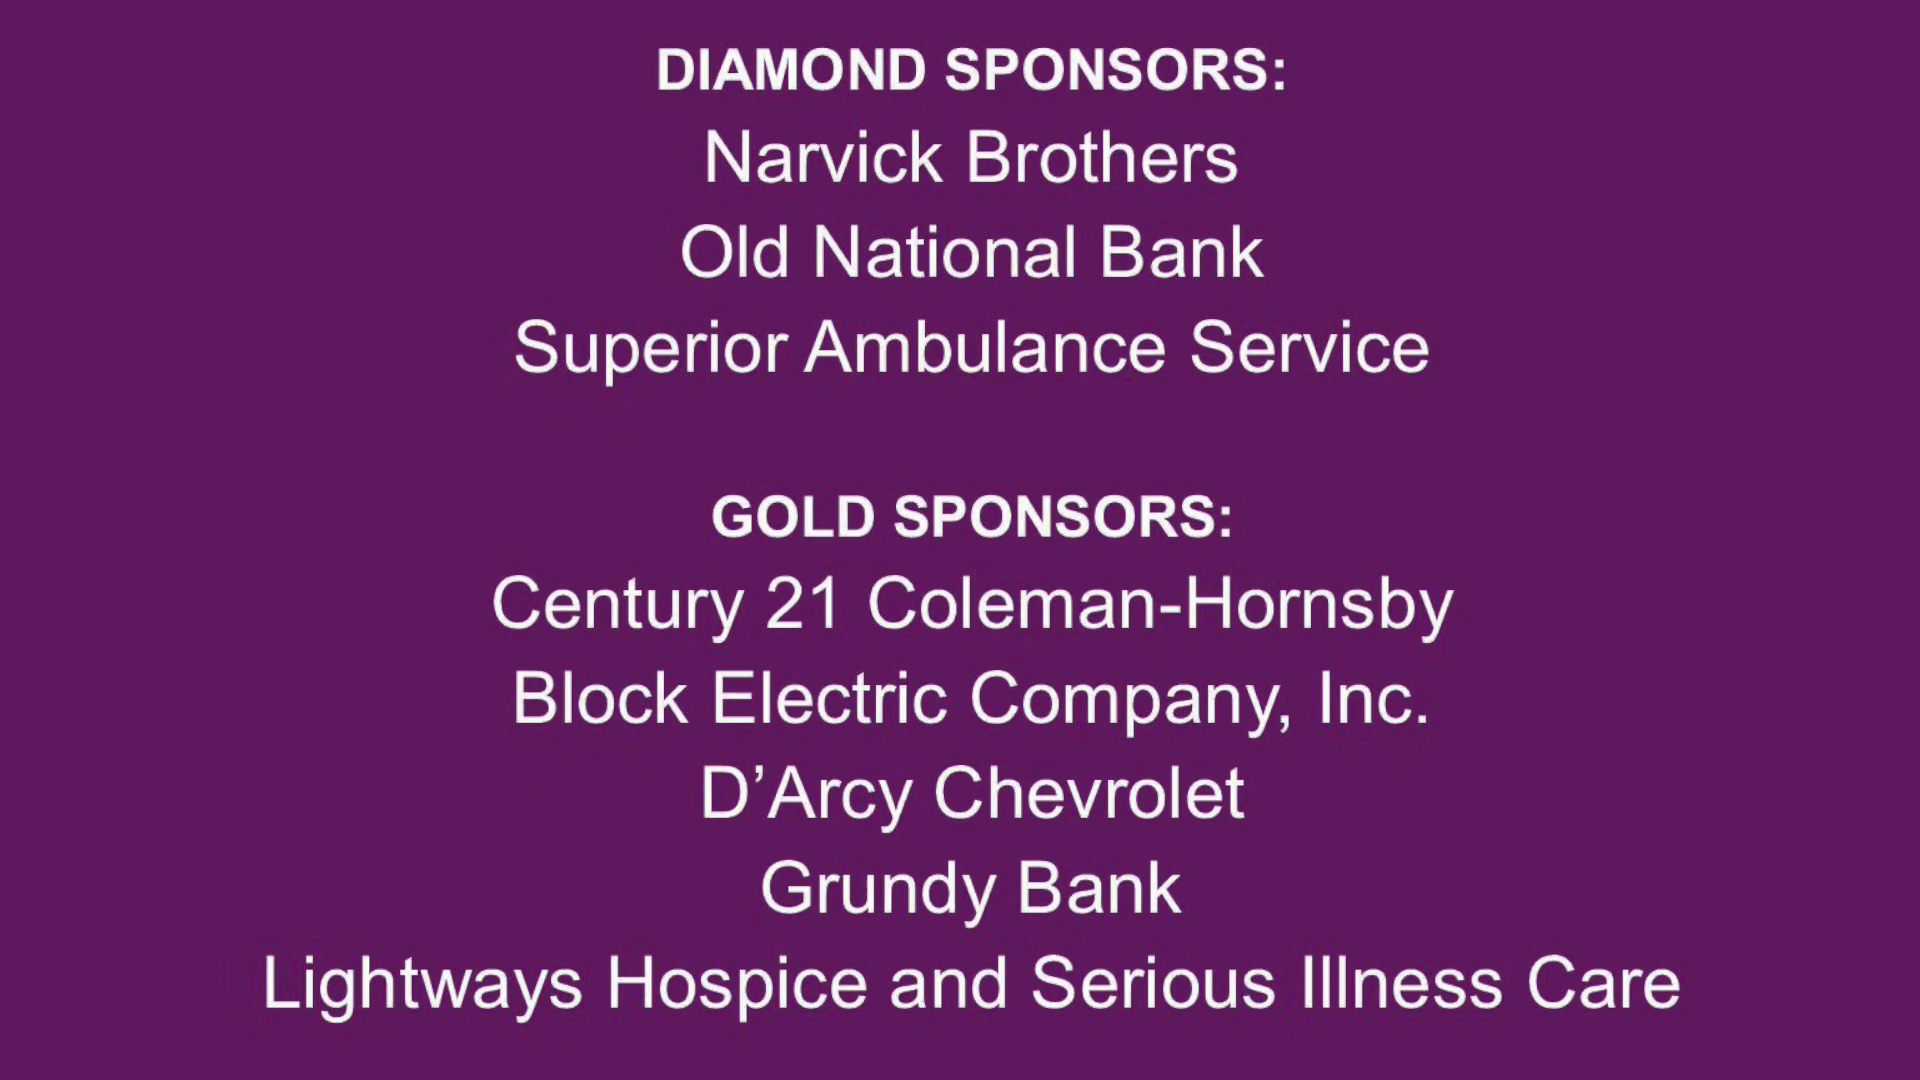 DIAMOND SPONSORS:
Narvick Brothers
Old National Bank
Superior Ambulance Service
GOLD SPONSORS:
Century 21 Coleman-Hornsby
Block Electric Company, Inc.
D’Arcy Chevrolet
Grundy Bank
Lightways Hospice and Serious Illness Care